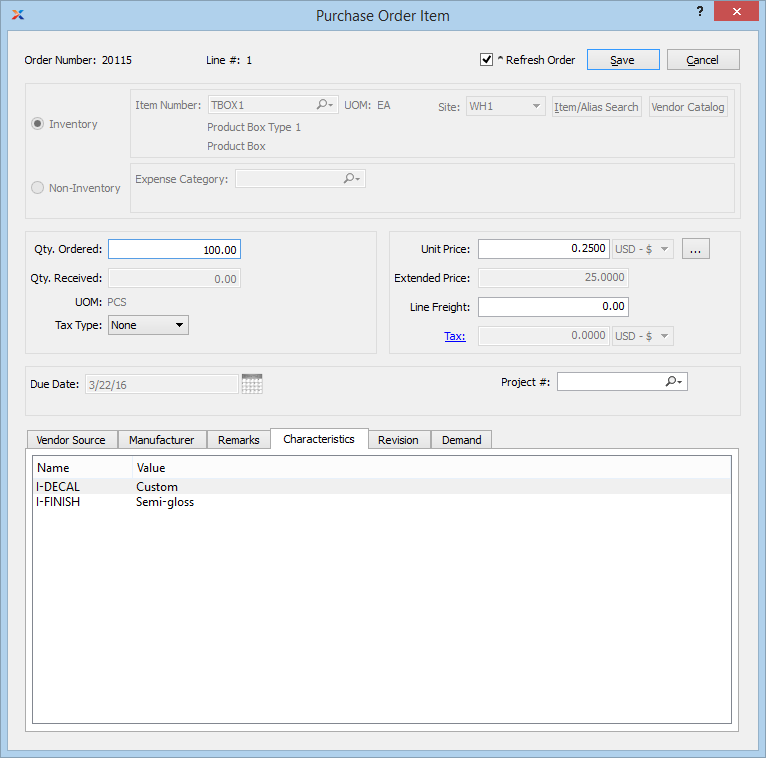 Purchase Order Item
?
Order Number: 20115 Line #: 1 ^ Refresh Order Save Cancel
Inventory
Item Number: TBOX1 UOM: EA Site: WH1 Item/Alias Search Vendor Catalog
Product Box Type 1
Product Box
Non-Inventory
Expense Category:
Qty. Ordered: 100.00
Qty. Received: 0.00
UOM: PCS
Tax Type: None
Unit Price: 0.2500 USD - $ ...
Extended Price: 25.0000
Line Freight: 0.00
Tax: 0.0000 USD - $
Due Date: 3/22/16 Project #:
Vendor Source Manufacturer Remarks Characteristics Revision Demand
Name Value
I-DECAL Custom
I-FINISH Semi-gloss